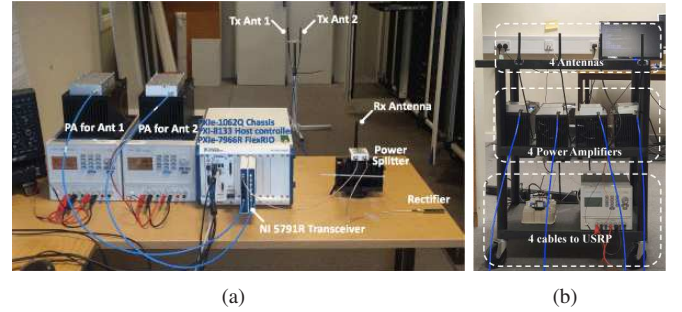 Tx Ant 1
Tx Ant 2
PXIe-1062Q Chassis
PXI-8133 Host controller
PXIe-7966R FlexRIO
PA for Ant 1
PA for Ant 2
Rx Antenna
Power
Splitter
Rectifier
NI 5791R Transceiver
4 Antennas
4 Power Amplifiers
4 cables to USRP
(a)
(b)